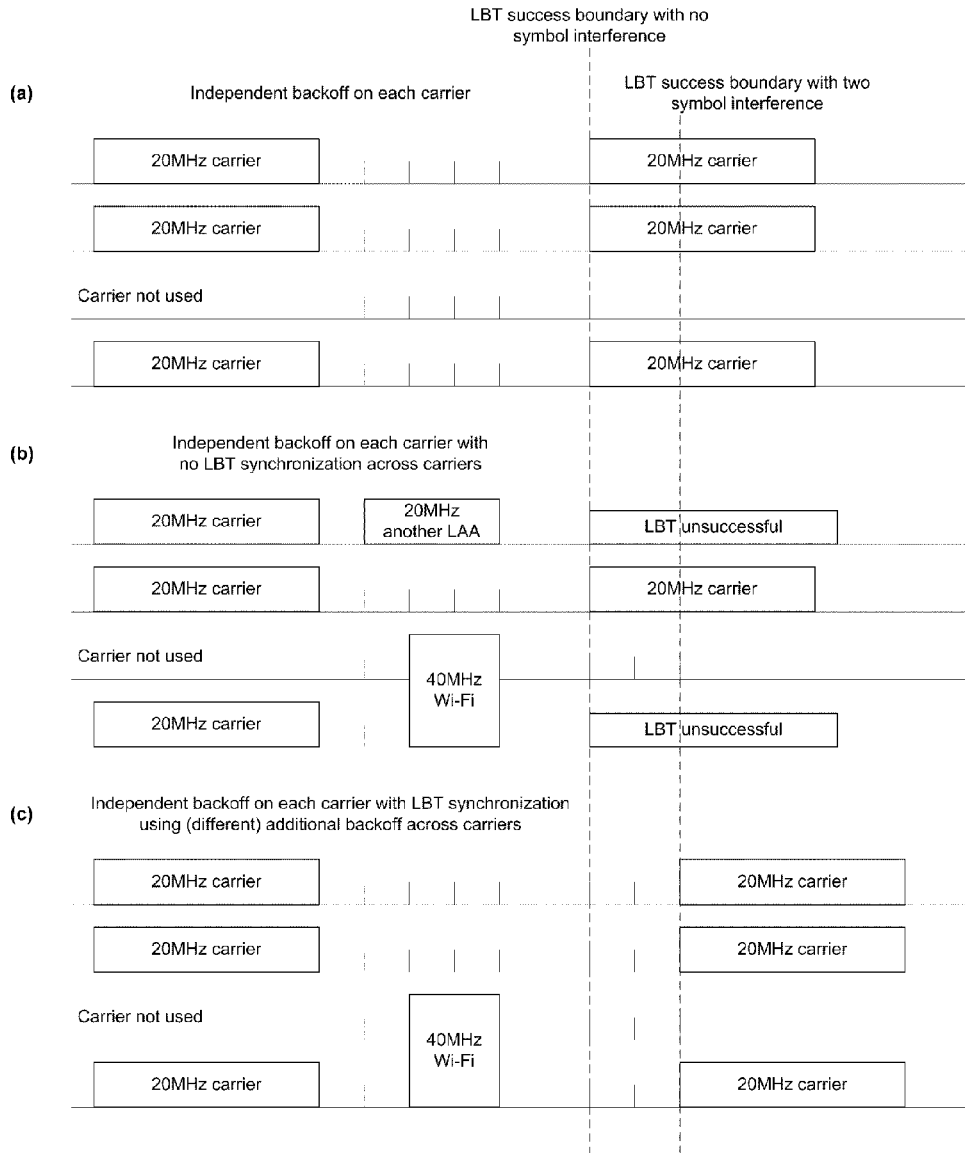 LBT success boundary with no
symbol interference
(a)
Independent backoff on each carrier
LBT success boundary with two
symbol interference
20MHz carrier
20MHz carrier
20MHz carrier
20MHz carrier
Carrier not used
20MHz carrier
20MHz carrier
(b)
Independent backoff on each carrier with
no LBT synchronization across carriers
20MHz carrier
20MHz
another LAA
LBT unsuccessful
20MHz carrier
20MHz carrier
Carrier not used
40MHz
Wi-Fi
20MHz carrier
LBT unsuccessful
(c)
Independent backoff on each carrier with LBT synchronization
using (different) additional backoff across carriers
20MHz carrier
20MHz carrier
20MHz carrier
20MHz carrier
Carrier not used
40MHz
Wi-Fi
20MHz carrier
20MHz carrier